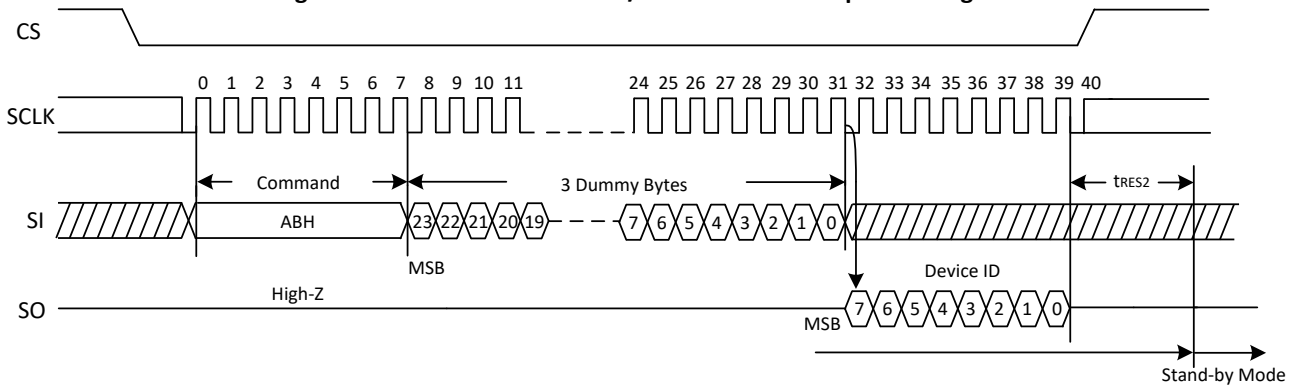 CS
0 1 2 3 4 5 6 7 8 9 10 11 24 25 26 27 28 29 30 31 32 33 34 35 36 37 38 39 40
SCLK
Command 3 Dummy Bytes tRES2
SI ABH 23 22 21 20 19 7 6 5 4 3 2 1 0
MSB Device ID
High-Z
SO 7 6 5 4 3 2 1 0
MSB
Stand-by Mode